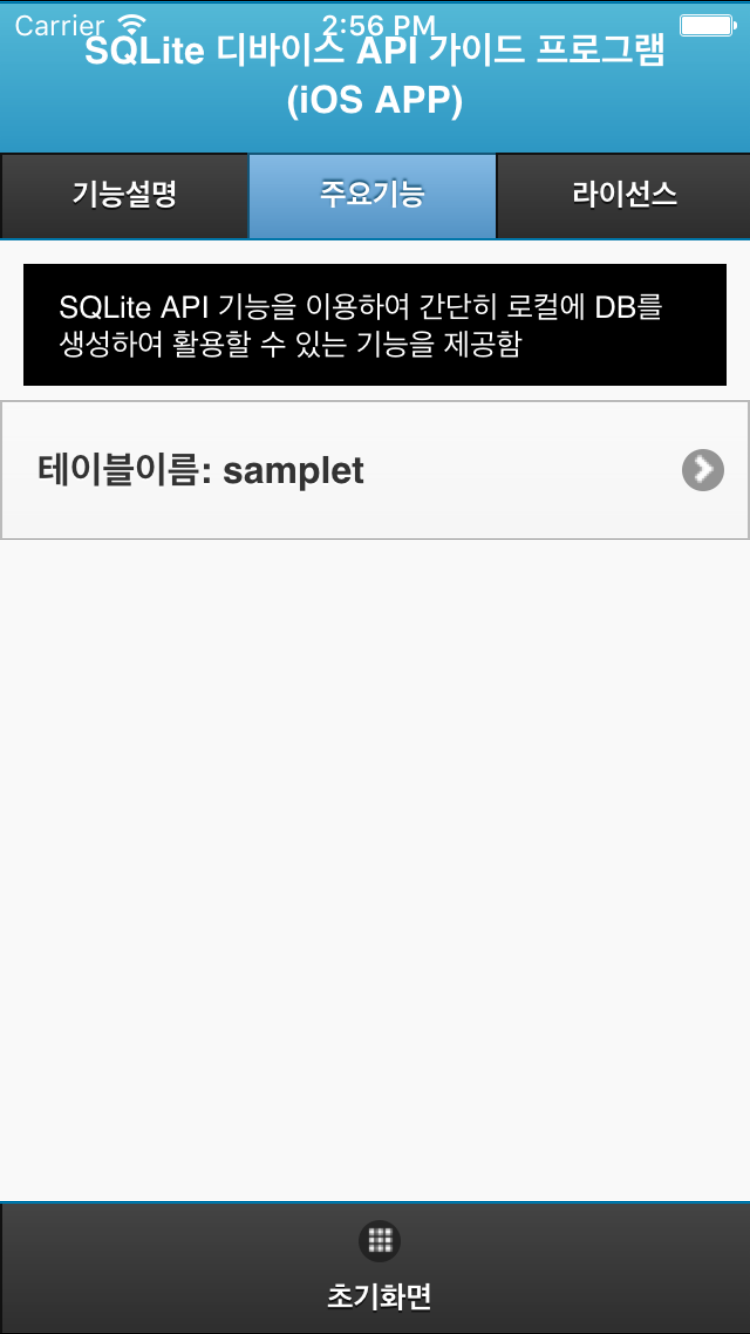 Carrier 2:56 PM
SQLite 디바이스 API 가이드 프로그램
(iOS APP)
기능설명 주요기능 라이선스
SQLite API 기능을 이용하여 간단히 로컬에 DB를
생성하여 활용할 수 있는 기능을 제공함
테이블이름: samplet
초기화면